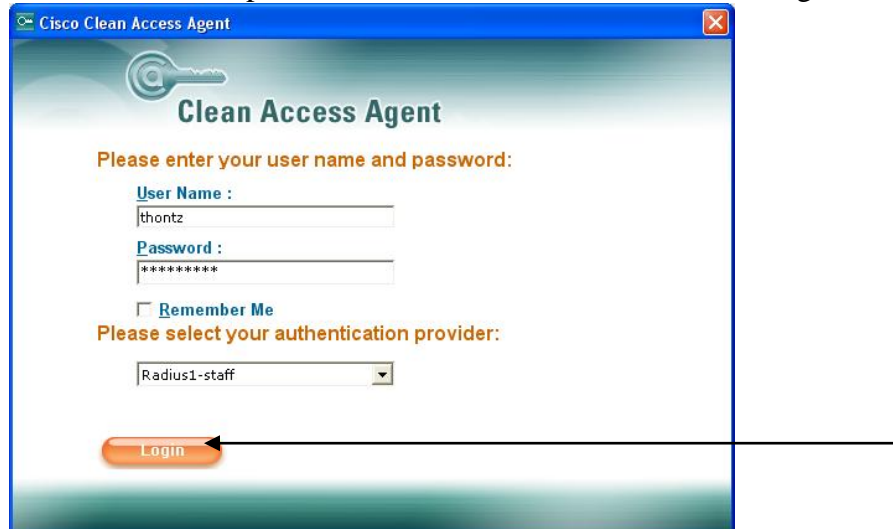 Cisco Clean Access Agent
Clean Access Agent
Please enter your user name and password:
User Name :
thontz
Password :
*********
Remember Me
Please select your authentication provider:
Radius1-staff
Login